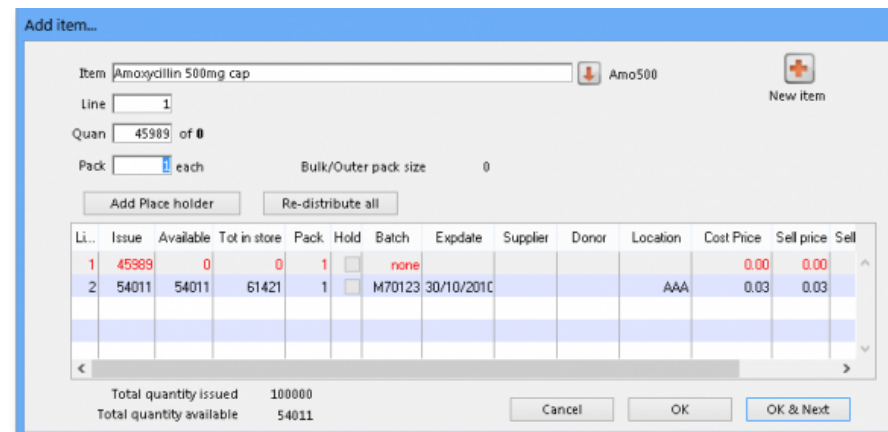 Add item...
Item Amoxycillin 500mg cap Amo500
New item
Line 1
Quan 45989 of 0
Pack 1 each Bulk/Outer pack size 0
Add Place holder Re-distribute all
Li... Issue Available Tot in store Pack Hold Batch Expdate Supplier Donor Location Cost Price Sell price Sell
1 45989 0 0 1 none 0.00 0.00
2 54011 54011 61421 1 M70123 30/10/2010 AAA 0.03 0.03
Total quantity issued 100000
Total quantity available 54011
Cancel OK OK & Next